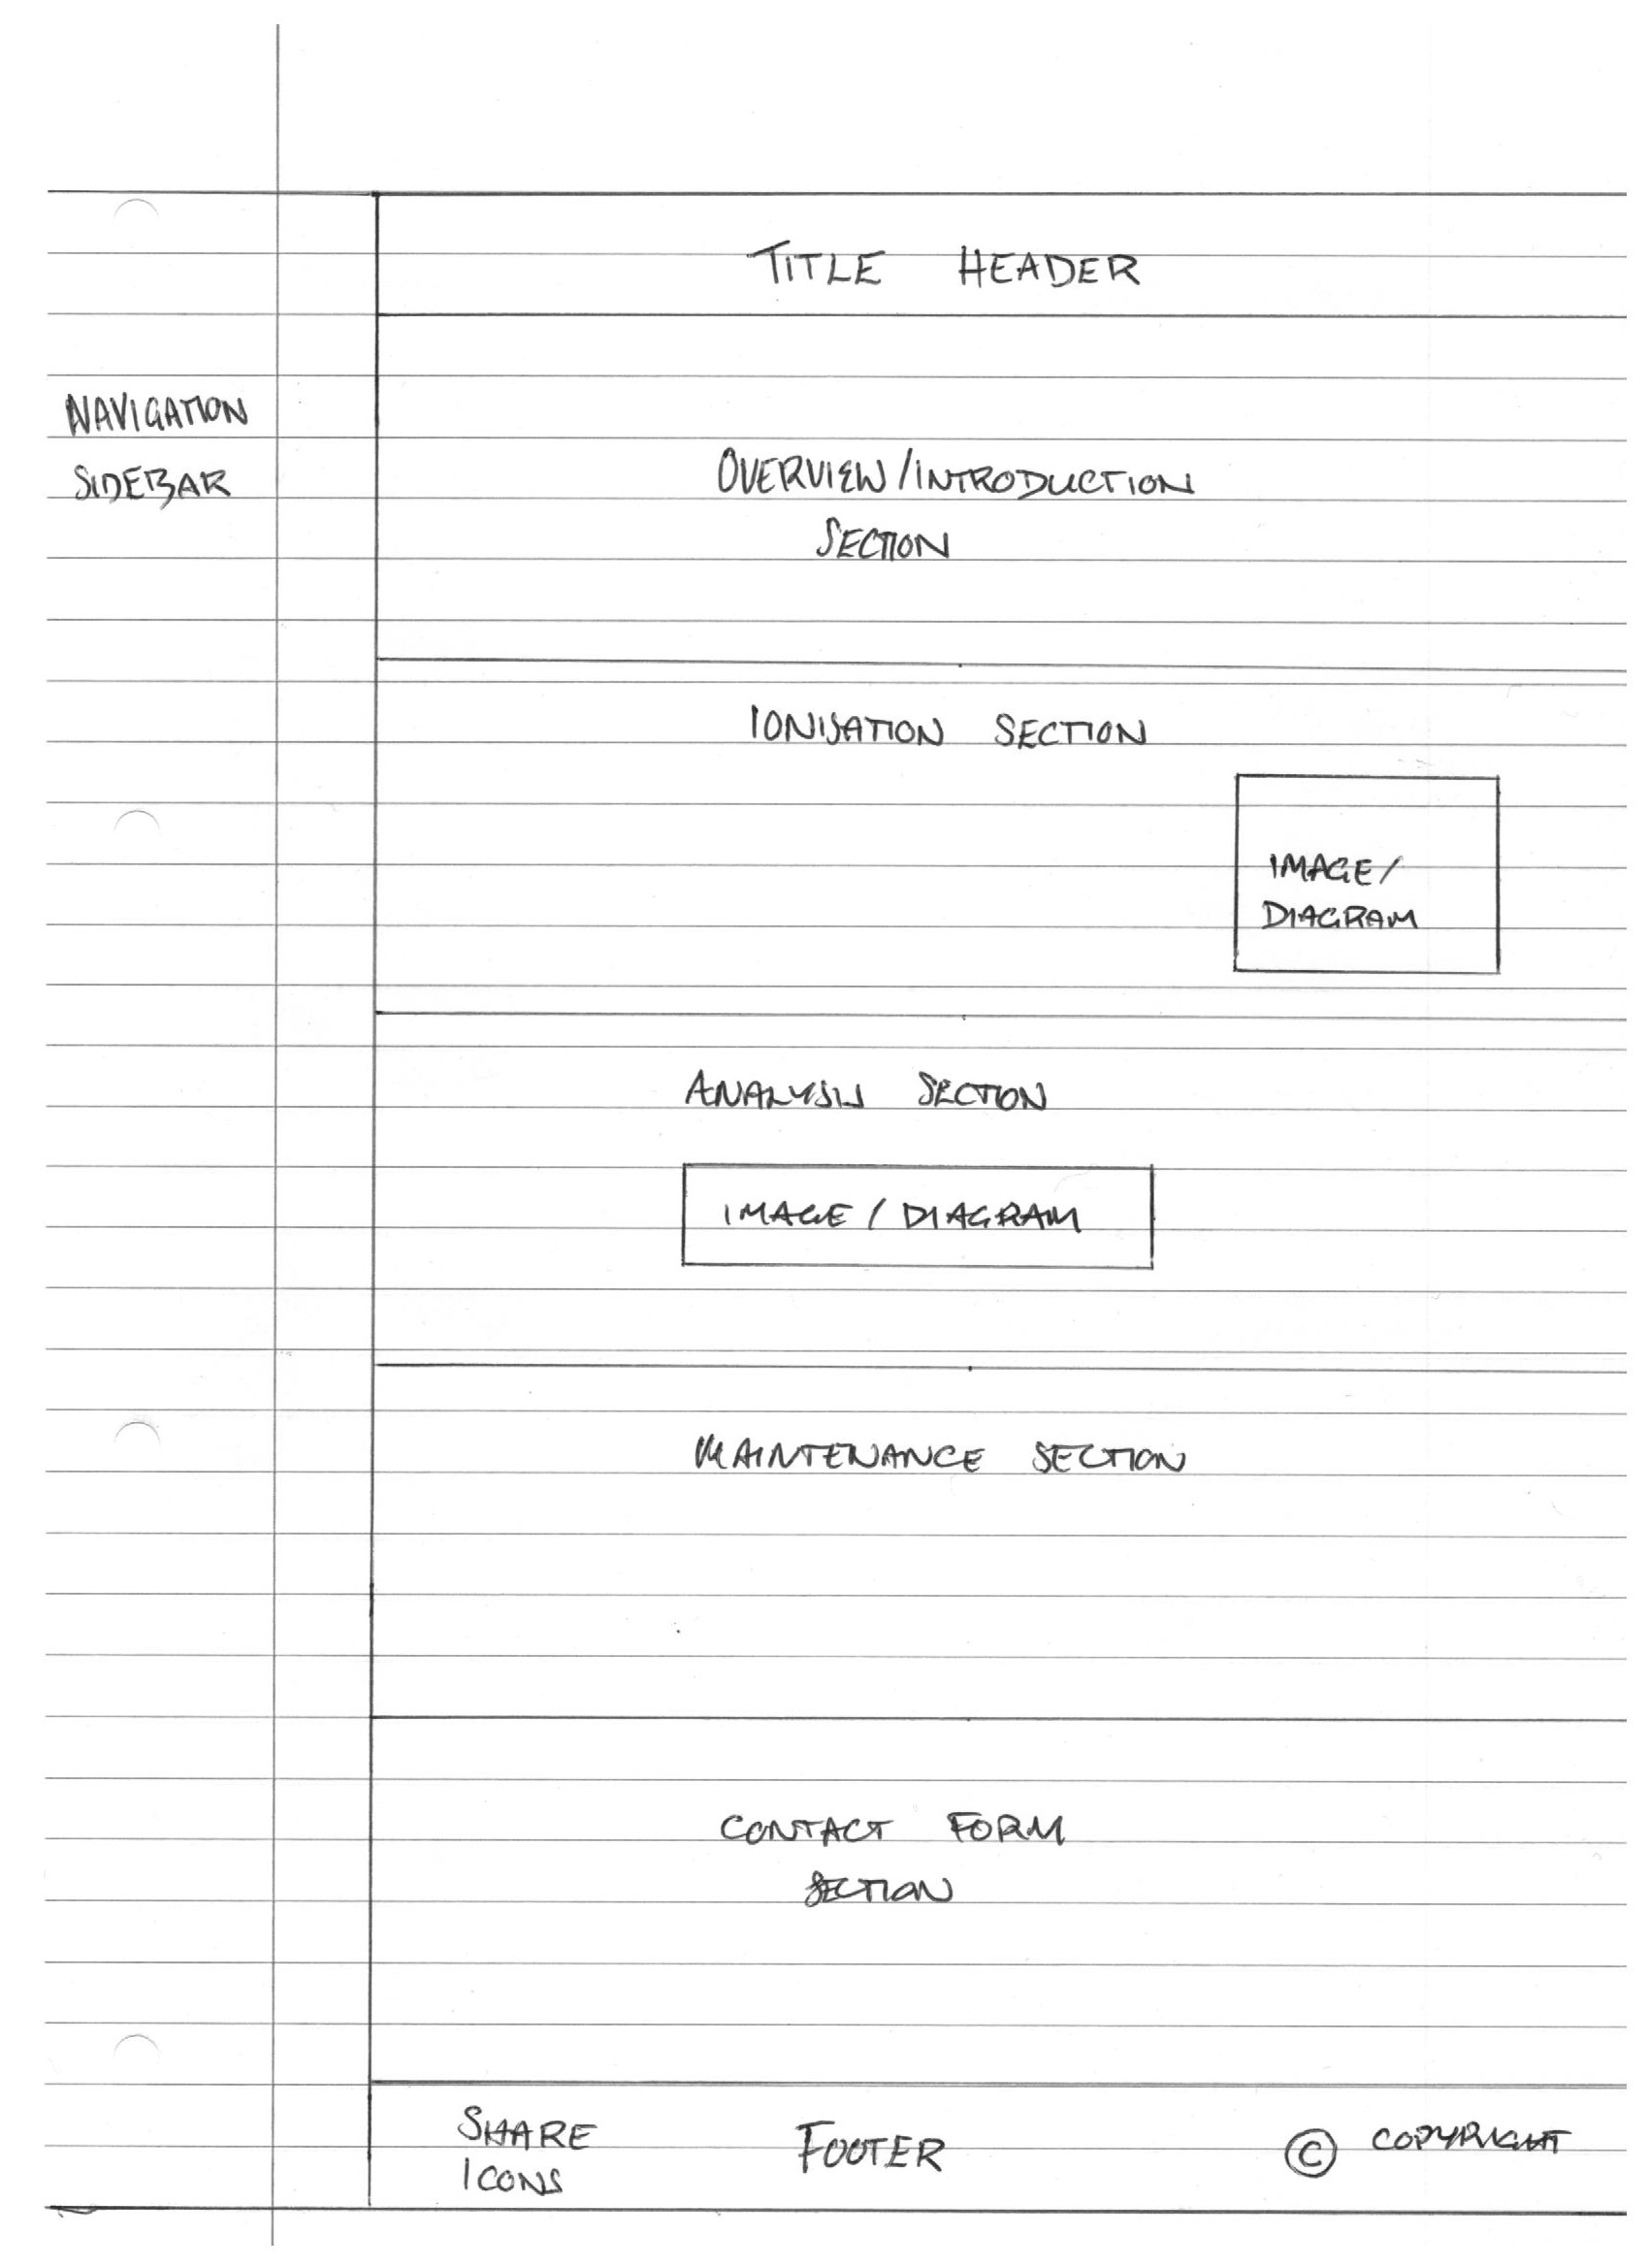 TITLE HEADER
NAVIGATION
SIDEBAR
OVERVIEW/INTRODUCTION
SECTION
IONISATION SECTION
IMAGE/
DIAGRAM
ANALYSIS SECTION
IMAGE / DIAGRAM
MAINTENANCE SECTION
CONTACT FORM
SECTION
SHARE
ICONS
FOOTER
© COPYRIGHT